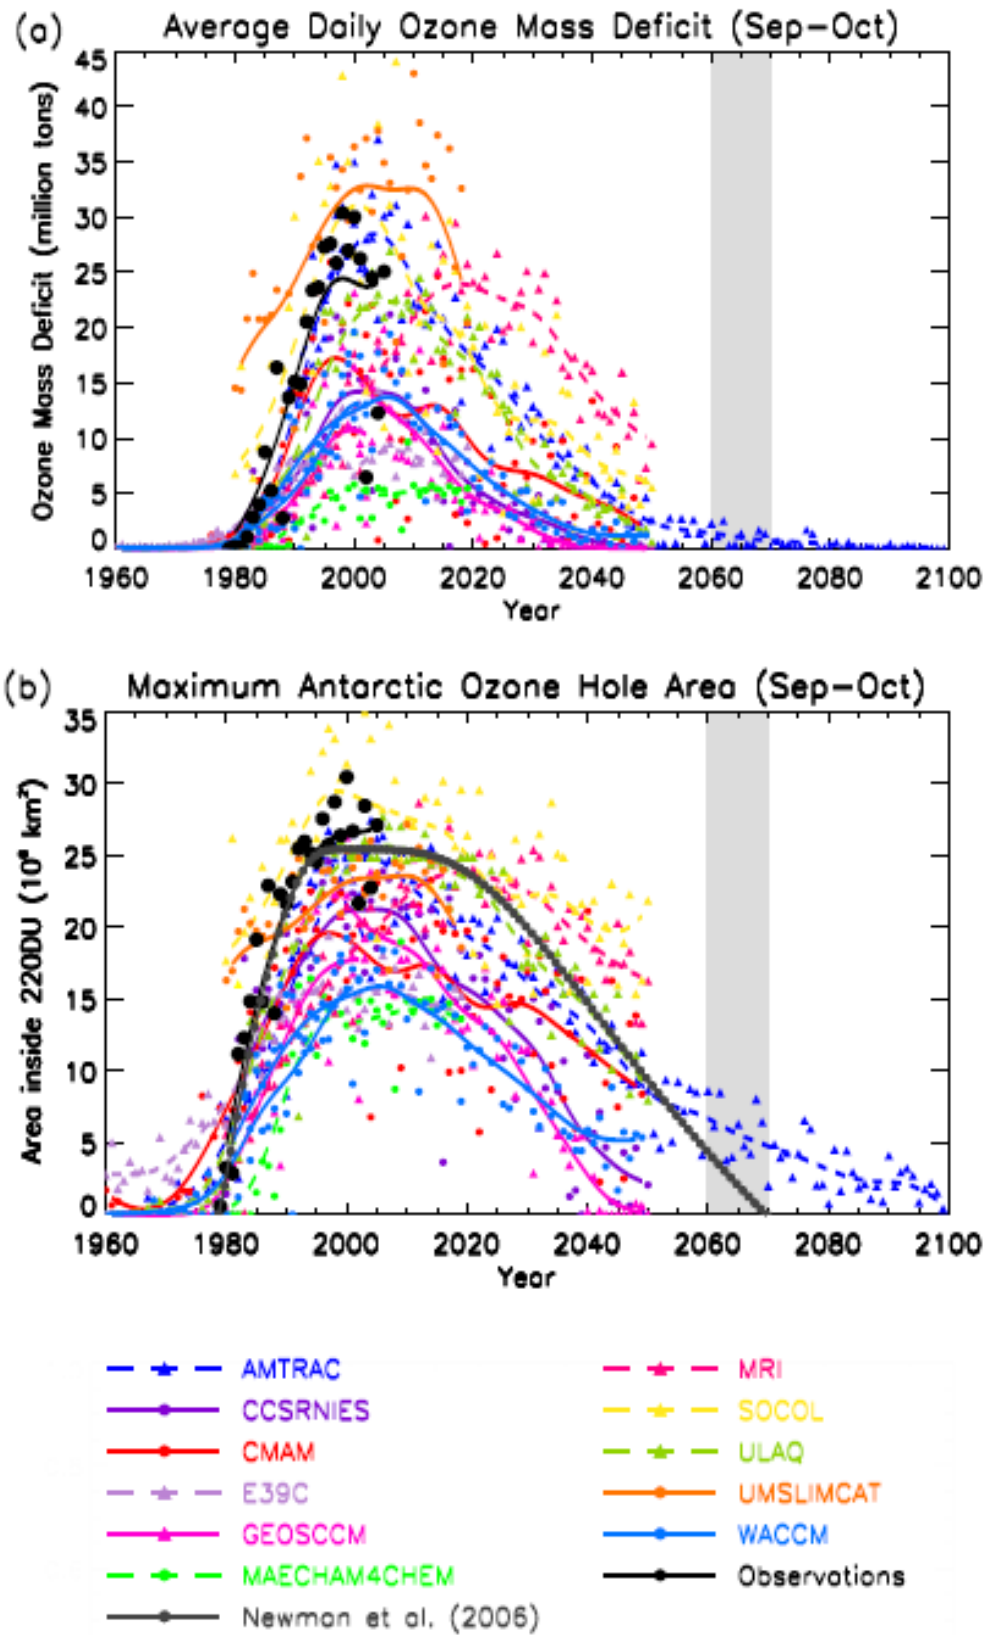 (a) Average Daily Ozone Mass Deficit (Sep-Oct)
Ozone Mass Deficit (million tons)
45
40
35
30
25
20
15
10
5
0
1960 1980 2000 2020 2040 2060 2080 2100
Year
(b) Maximum Antarctic Ozone Hole Area (Sep-Oct)
Area inside 220DU (10⁶ km²)
35
30
25
20
15
10
5
0
1960 1980 2000 2020 2040 2060 2080 2100
Year
AMTRAC MRI
CCSRNIES SOCOL
CMAM ULAQ
E39C UMSLIMCAT
GEOSCCM WACCM
MAECHAM4CHEM Observations
Newman et al. (2006)